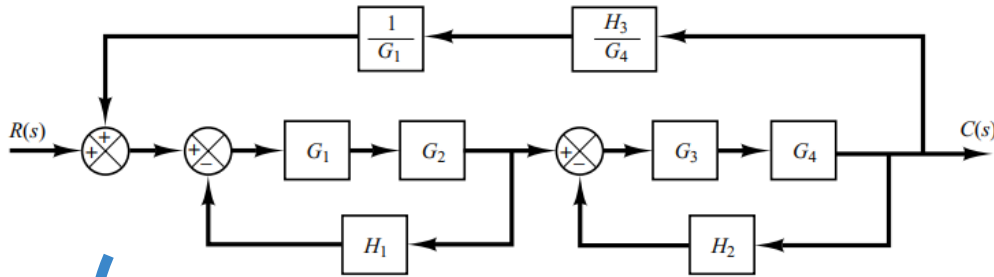 1
G₁
H₃
G₄
R(s)
+
+
+
−
G₁
G₂
+
−
G₃
G₄
C(s)
H₁
H₂